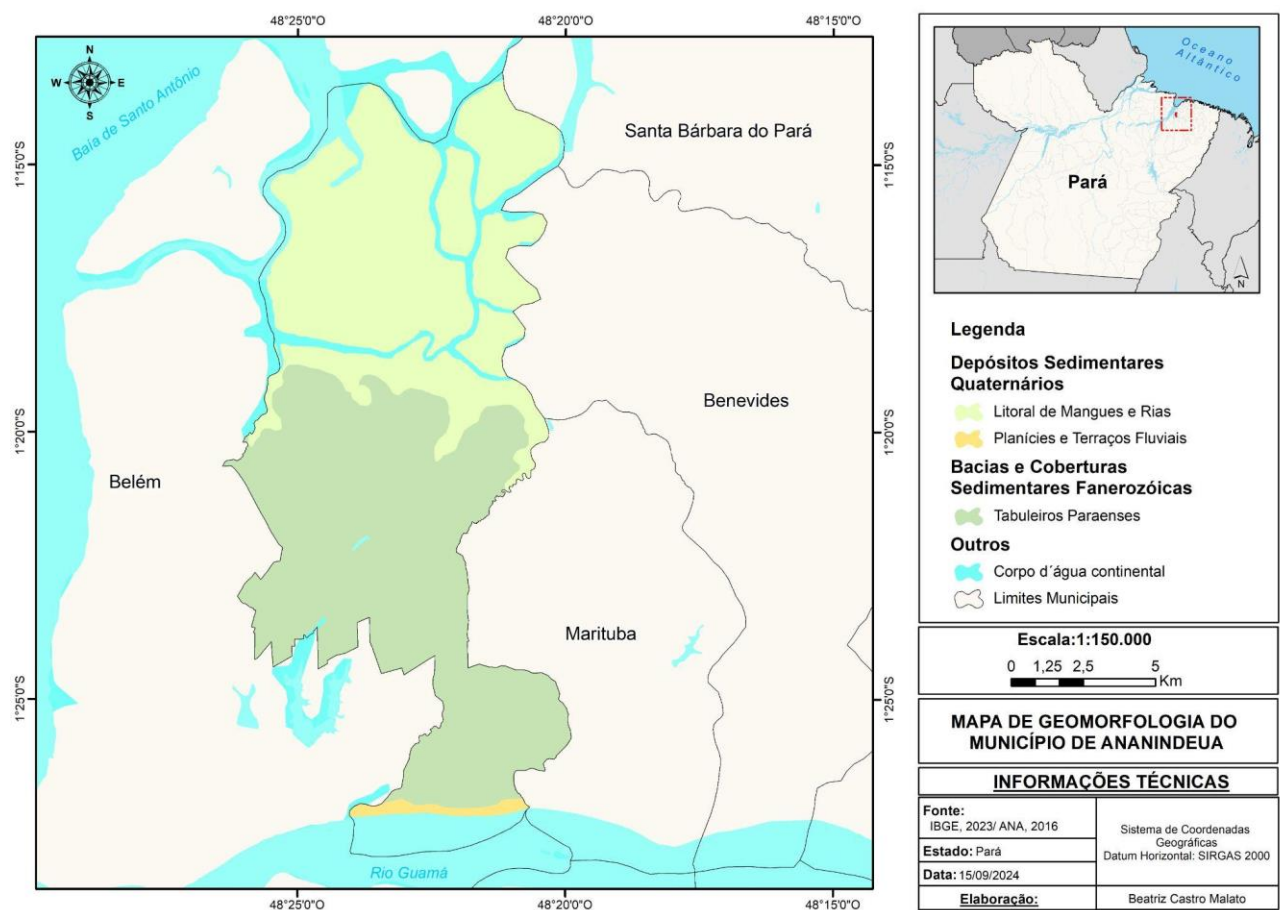 48°25'0"O
48°20'0"O
48°15'0"O
N
W
E
S
Baía de Santo Antônio
Santa Bárbara do Pará
1°15'0"S
1°15'0"S
Benevides
1°20'0"S
1°20'0"S
Belém
Marituba
1°25'0"S
1°25'0"S
Rio Guamá
48°25'0"O
48°20'0"O
48°15'0"O
Oceano
Altântico
Pará
N
Legenda
Depósitos Sedimentares
Quaternários
Litoral de Mangues e Rias
Planícies e Terraços Fluviais
Bacias e Coberturas
Sedimentares Fanerozóicas
Tabuleiros Paraenses
Outros
Corpo d´água continental
Limites Municipais
Escala:1:150.000
0 1,25 2,5 5
Km
MAPA DE GEOMORFOLOGIA DO
MUNICÍPIO DE ANANINDEUA
INFORMAÇÕES TÉCNICAS
Fonte:
IBGE, 2023/ ANA, 2016
Estado: Pará
Data: 15/09/2024
Sistema de Coordenadas
Geográficas
Datum Horizontal: SIRGAS 2000
Elaboração:
Beatriz Castro Malato